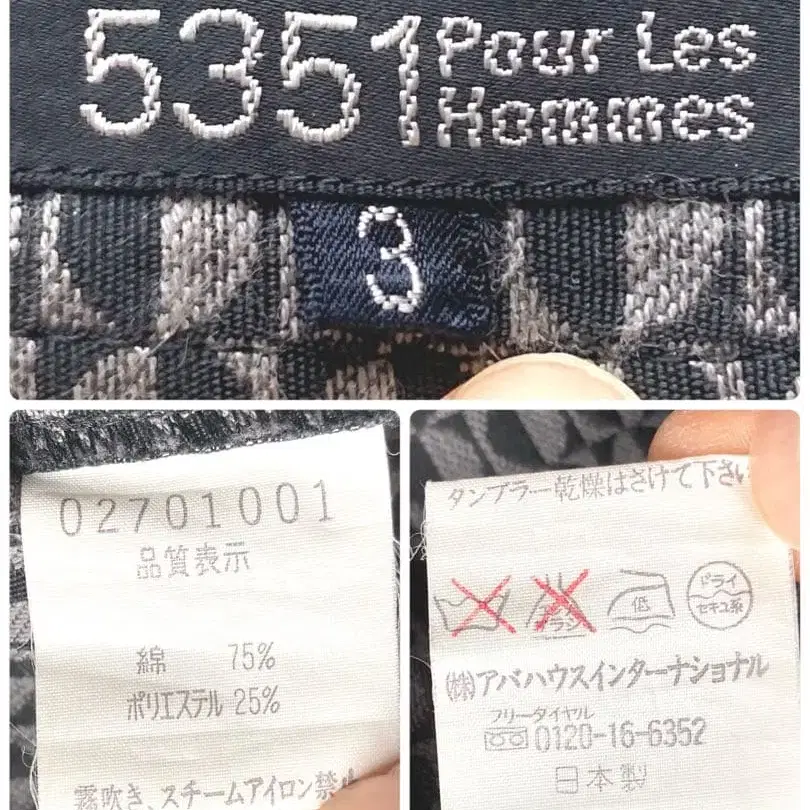 5351 Pour Les
Hommes
3
02701001
品質表示
綿 75%
ポリエステル 25%
霧吹き、スチームアイロン禁止
タンブラー乾燥はさけて下さい
低
ドライ
セキユ系
(株)アバハウスインターナショナル
フリーダイヤル
0120-16-6352
日本製